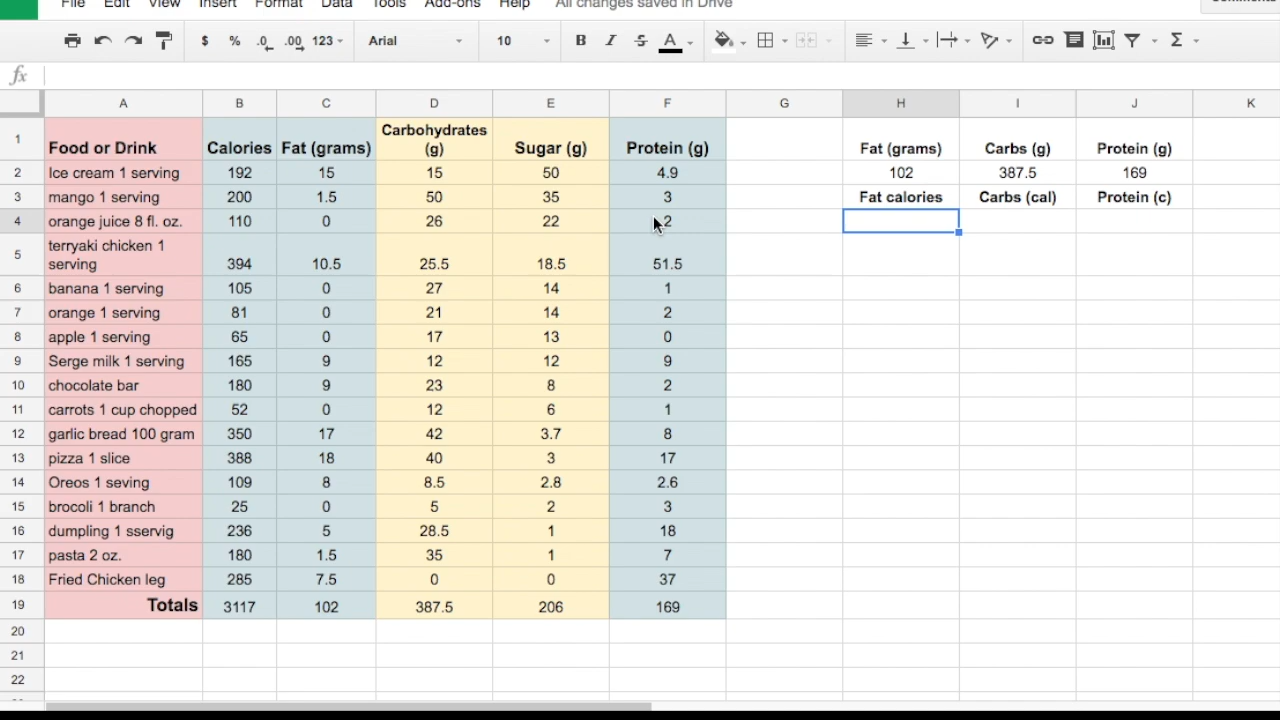 File Edit View Insert Format Data Tools Add-ons Help All changes saved in Drive Comments
$ % .0 .00 123 Arial 10 B I S A Σ
fx
A B C D E F G H I J K
1 Food or Drink Calories Fat (grams) Carbohydrates (g) Sugar (g) Protein (g) Fat (grams) Carbs (g) Protein (g)
2 Ice cream 1 serving 192 15 15 50 4.9 102 387.5 169
3 mango 1 serving 200 1.5 50 35 3 Fat calories Carbs (cal) Protein (c)
4 orange juice 8 fl. oz. 110 0 26 22 2
5 terryaki chicken 1 serving 394 10.5 25.5 18.5 51.5
6 banana 1 serving 105 0 27 14 1
7 orange 1 serving 81 0 21 14 2
8 apple 1 serving 65 0 17 13 0
9 Serge milk 1 serving 165 9 12 12 9
10 chocolate bar 180 9 23 8 2
11 carrots 1 cup chopped 52 0 12 6 1
12 garlic bread 100 gram 350 17 42 3.7 8
13 pizza 1 slice 388 18 40 3 17
14 Oreos 1 seving 109 8 8.5 2.8 2.6
15 brocoli 1 branch 25 0 5 2 3
16 dumpling 1 sservig 236 5 28.5 1 18
17 pasta 2 oz. 180 1.5 35 1 7
18 Fried Chicken leg 285 7.5 0 0 37
19 Totals 3117 102 387.5 206 169
20
21
22